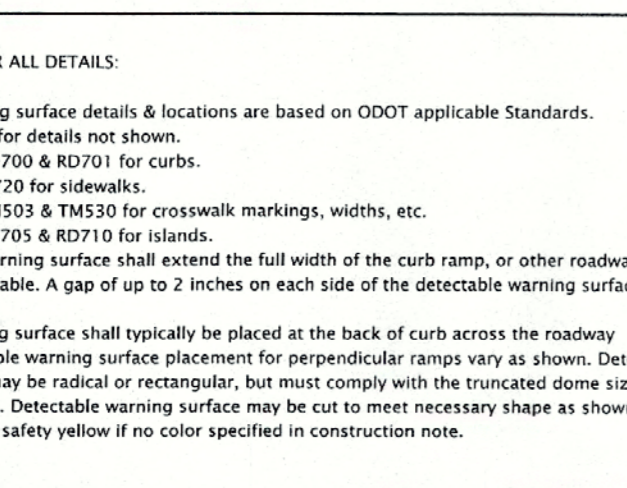 R ALL DETAILS:
g surface details & locations are based on ODOT applicable Standards.
for details not shown.
700 & RD701 for curbs.
720 for sidewalks.
503 & TM530 for crosswalk markings, widths, etc.
705 & RD710 for islands.
rning surface shall extend the full width of the curb ramp, or other roadwa
able. A gap of up to 2 inches on each side of the detectable warning surfac
g surface shall typically be placed at the back of curb across the roadway
ble warning surface placement for perpendicular ramps vary as shown. Det
may be radical or rectangular, but must comply with the truncated dome siz
. Detectable warning surface may be cut to meet necessary shape as shown
safety yellow if no color specified in construction note.